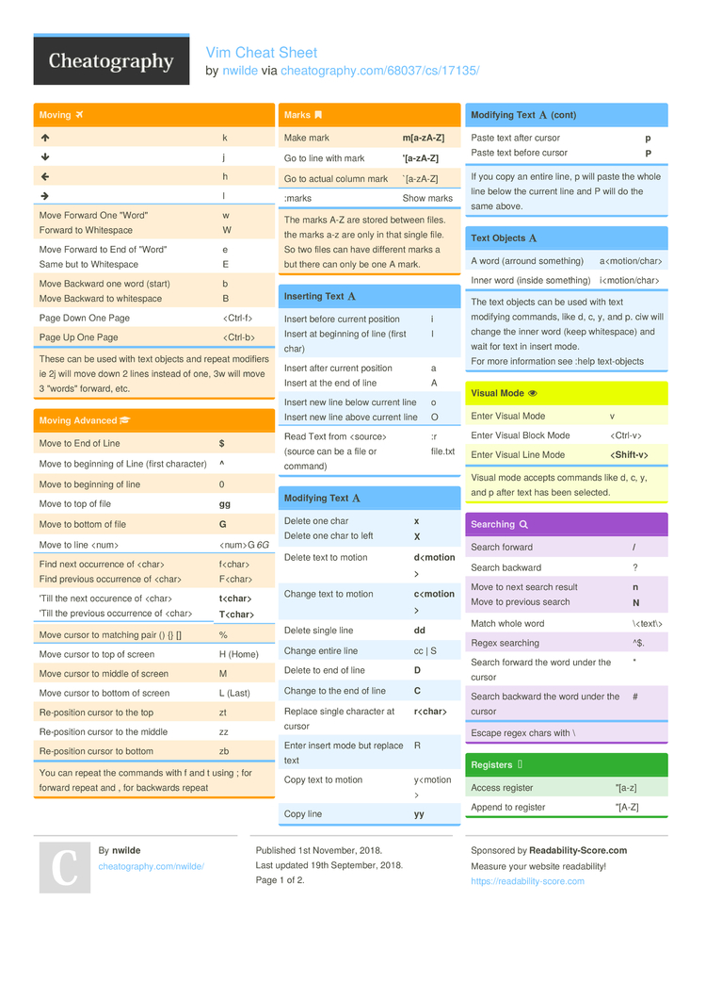 Cheatography
Vim Cheat Sheet
by nwilde via cheatography.com/68037/cs/17135/
Moving
↑ k
↓ j
← h
→ l
Move Forward One "Word" w
Forward to Whitespace W
Move Forward to End of "Word" e
Same but to Whitespace E
Move Backward one word (start) b
Move Backward to whitespace B
Page Down One Page <Ctrl-f>
Page Up One Page <Ctrl-b>
These can be used with text objects and repeat modifiers
ie 2j will move down 2 lines instead of one, 3w will move
3 "words" forward, etc.
Moving Advanced
Move to End of Line $
Move to beginning of Line (first character) ^
Move to beginning of line 0
Move to top of file gg
Move to bottom of file G
Move to line <num> <num>G 6G
Find next occurrence of <char> f<char>
Find previous occurrence of <char> F<char>
'Till the next occurence of <char> t<char>
'Till the previous occurrence of <char> T<char>
Move cursor to matching pair () {} [] %
Move cursor to top of screen H (Home)
Move cursor to middle of screen M
Move cursor to bottom of screen L (Last)
Re-position cursor to the top zt
Re-position cursor to the middle zz
Re-position cursor to bottom zb
You can repeat the commands with f and t using ; for
forward repeat and , for backwards repeat
Marks
Make mark m[a-zA-Z]
Go to line with mark '[a-zA-Z]
Go to actual column mark `[a-zA-Z]
:marks Show marks
The marks A-Z are stored between files.
the marks a-z are only in that single file.
So two files can have different marks a
but there can only be one A mark.
Inserting Text
Insert before current position i
Insert at beginning of line (first I
char)
Insert after current position a
Insert at the end of line A
Insert new line below current line o
Insert new line above current line O
Read Text from <source> :r
(source can be a file or file.txt
command)
Modifying Text
Delete one char x
Delete one char to left X
Delete text to motion d<motion
>
Change text to motion c<motion
>
Delete single line dd
Change entire line cc | S
Delete to end of line D
Change to the end of line C
Replace single character at r<char>
cursor
Enter insert mode but replace R
text
Copy text to motion y<motion
>
Copy line yy
Modifying Text (cont)
Paste text after cursor p
Paste text before cursor P
If you copy an entire line, p will paste the whole
line below the current line and P will do the
same above.
Text Objects
A word (arround something) a<motion/char>
Inner word (inside something) i<motion/char>
The text objects can be used with text
modifying commands, like d, c, y, and p. ciw will
change the inner word (keep whitespace) and
wait for text in insert mode.
For more information see :help text-objects
Visual Mode
Enter Visual Mode v
Enter Visual Block Mode <Ctrl-v>
Enter Visual Line Mode <Shift-v>
Visual mode accepts commands like d, c, y,
and p after text has been selected.
Searching
Search forward /
Search backward ?
Move to next search result n
Move to previous search N
Match whole word \<text\>
Regex searching ^$.
Search forward the word under the *
cursor
Search backward the word under the #
cursor
Escape regex chars with \
Registers
Access register "[a-z]
Append to register "[A-Z]
C
By nwilde
cheatography.com/nwilde/
Published 1st November, 2018.
Last updated 19th September, 2018.
Page 1 of 2.
Sponsored by Readability-Score.com
Measure your website readability!
https://readability-score.com